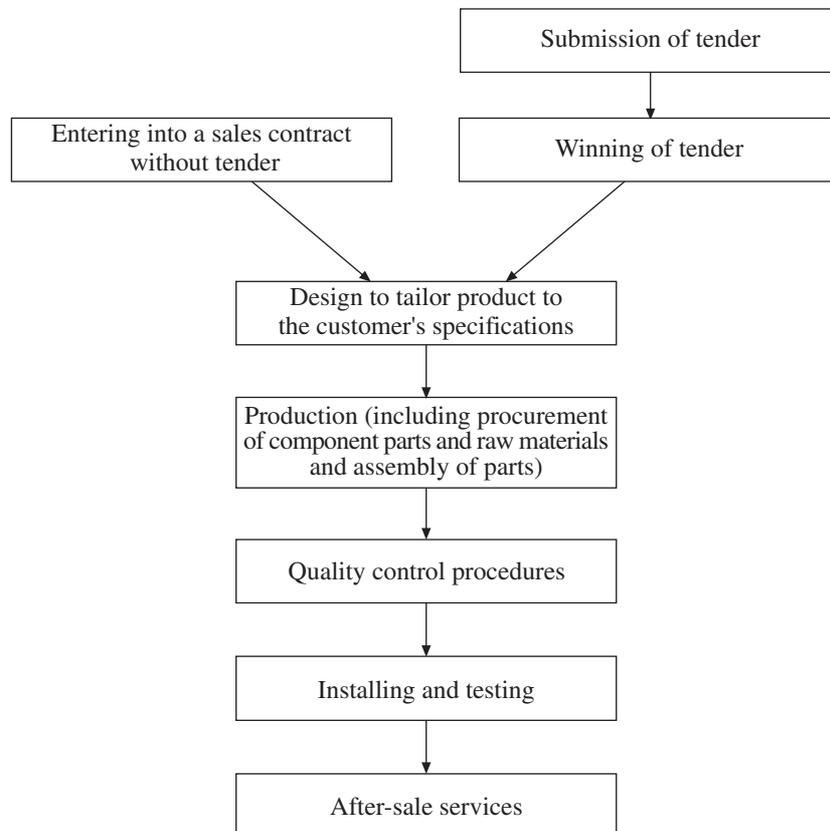 Submission of tender
Entering into a sales contract
without tender
Winning of tender
Design to tailor product to
the customer's specifications
Production (including procurement
of component parts and raw materials
and assembly of parts)
Quality control procedures
Installing and testing
After-sale services